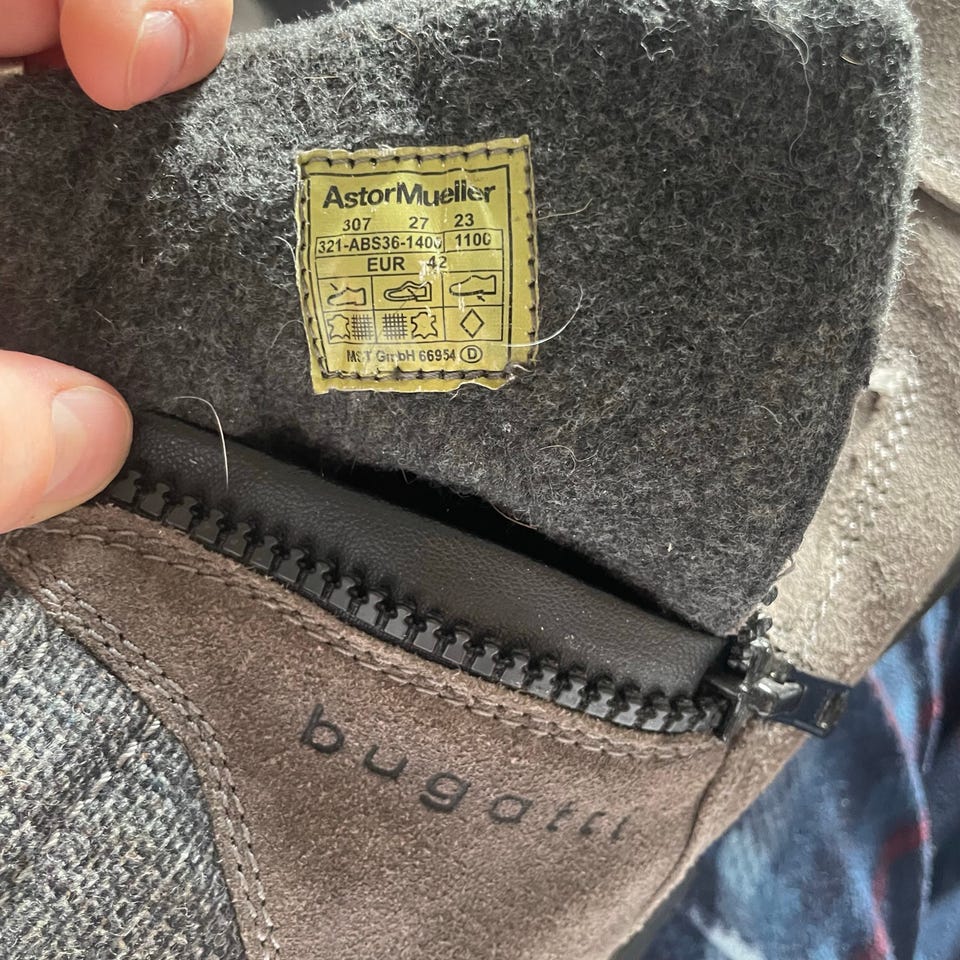 AstorMueller
307 27 23
321-ABS36-1400 1100
EUR 42
MST GmbH 66954 D
bugatti